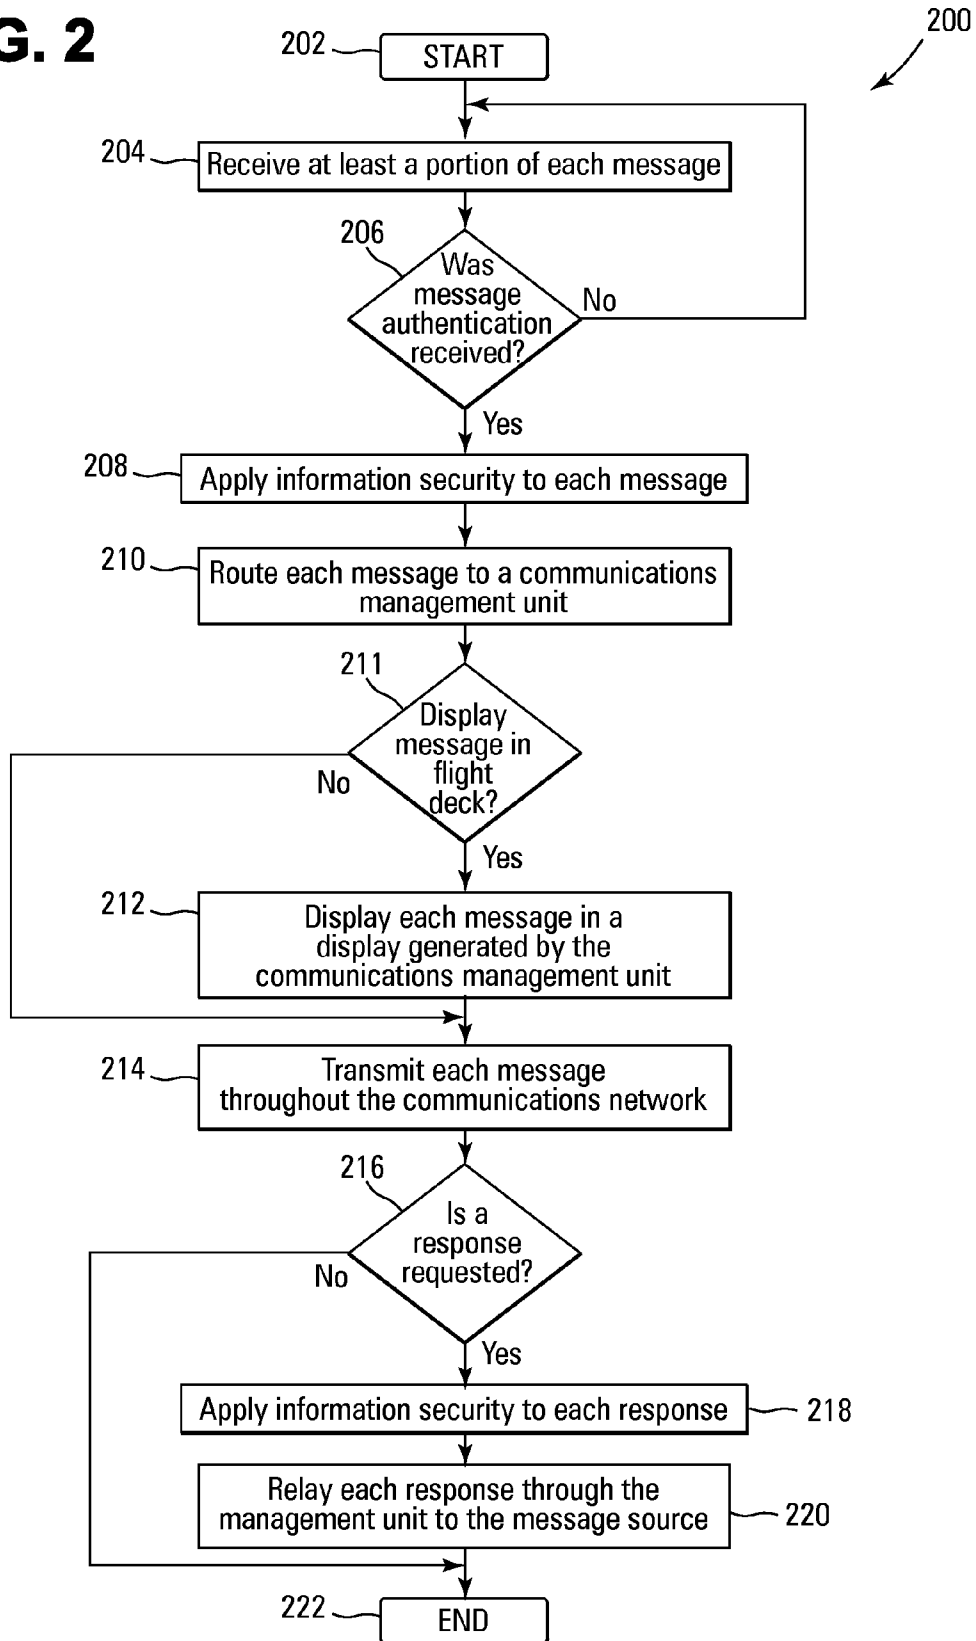 G. 2
200
202
START
204
Receive at least a portion of each message
206
Was
message
authentication
received?
No
Yes
208
Apply information security to each message
210
Route each message to a communications
management unit
211
Display
message in
flight
deck?
No
Yes
212
Display each message in a
display generated by the
communications management unit
214
Transmit each message
throughout the communications network
216
Is a
response
requested?
No
Yes
Apply information security to each response
218
Relay each response through the
management unit to the message source
220
222
END